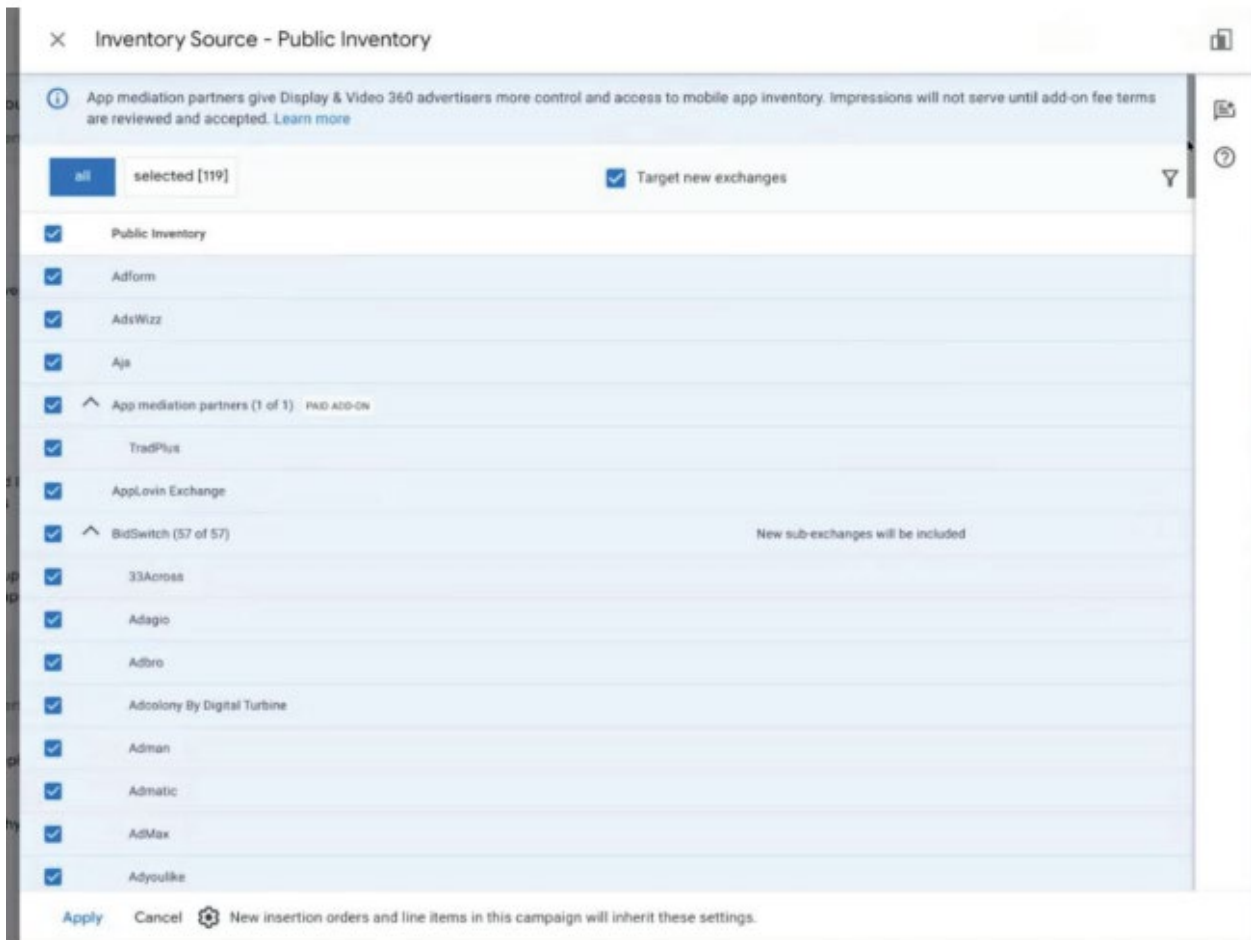 Inventory Source - Public Inventory
App mediation partners give Display & Video 360 advertisers more control and access to mobile app inventory. Impressions will not serve until add-on fee terms
are reviewed and accepted. Learn more
all selected [119] Target new exchanges
Public Inventory
Adform
AdsWizz
Aja
App mediation partners (1 of 1) PAID ADD-ON
TradPlus
AppLovin Exchange
BidSwitch (57 of 57) New sub-exchanges will be included
33Across
Adagio
Adbro
Adcolony By Digital Turbine
Adman
Admatic
AdMax
Adyoulike
Apply Cancel New insertion orders and line items in this campaign will inherit these settings.